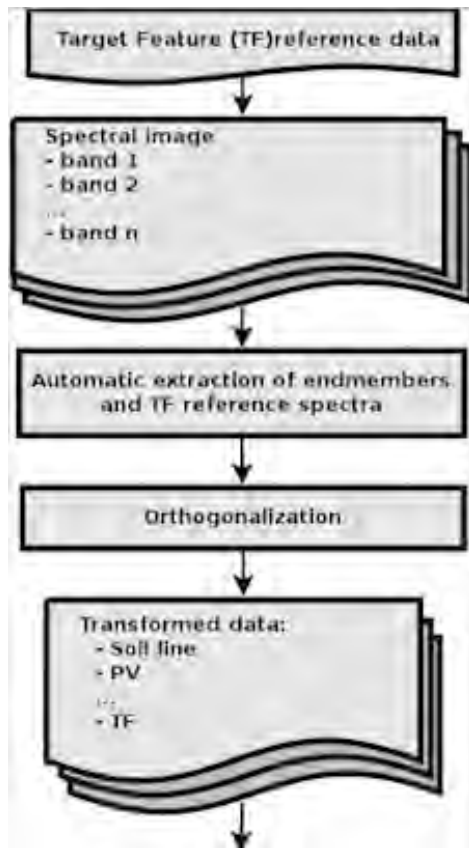 Target Feature (TF)reference data
Spectral image
- band 1
- band 2
...
- band n
Automatic extraction of endmembers
and TF reference spectra
Orthogonalization
Transformed data:
- Soil line
- PV
...
- TF